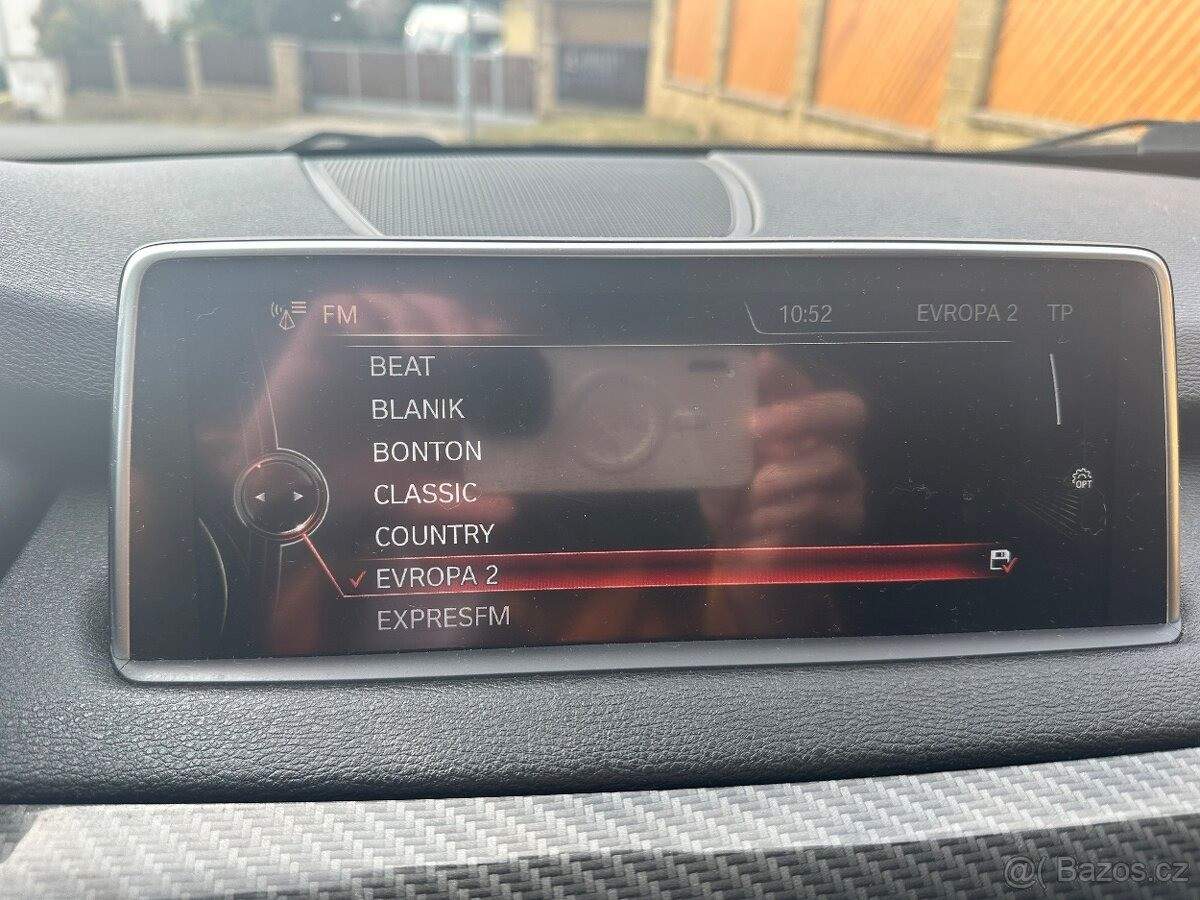 FM 10:52 EVROPA 2 TP
BEAT
BLANIK
BONTON
CLASSIC
OPT
COUNTRY
EVROPA 2
EXPRESFM
@( Bazos.cz